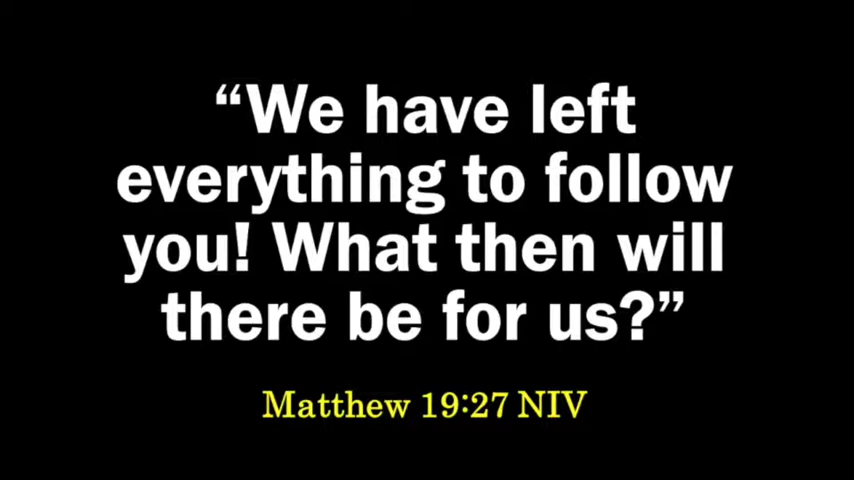 “We have left
everything to follow
you! What then will
there be for us?”
Matthew 19:27 NIV